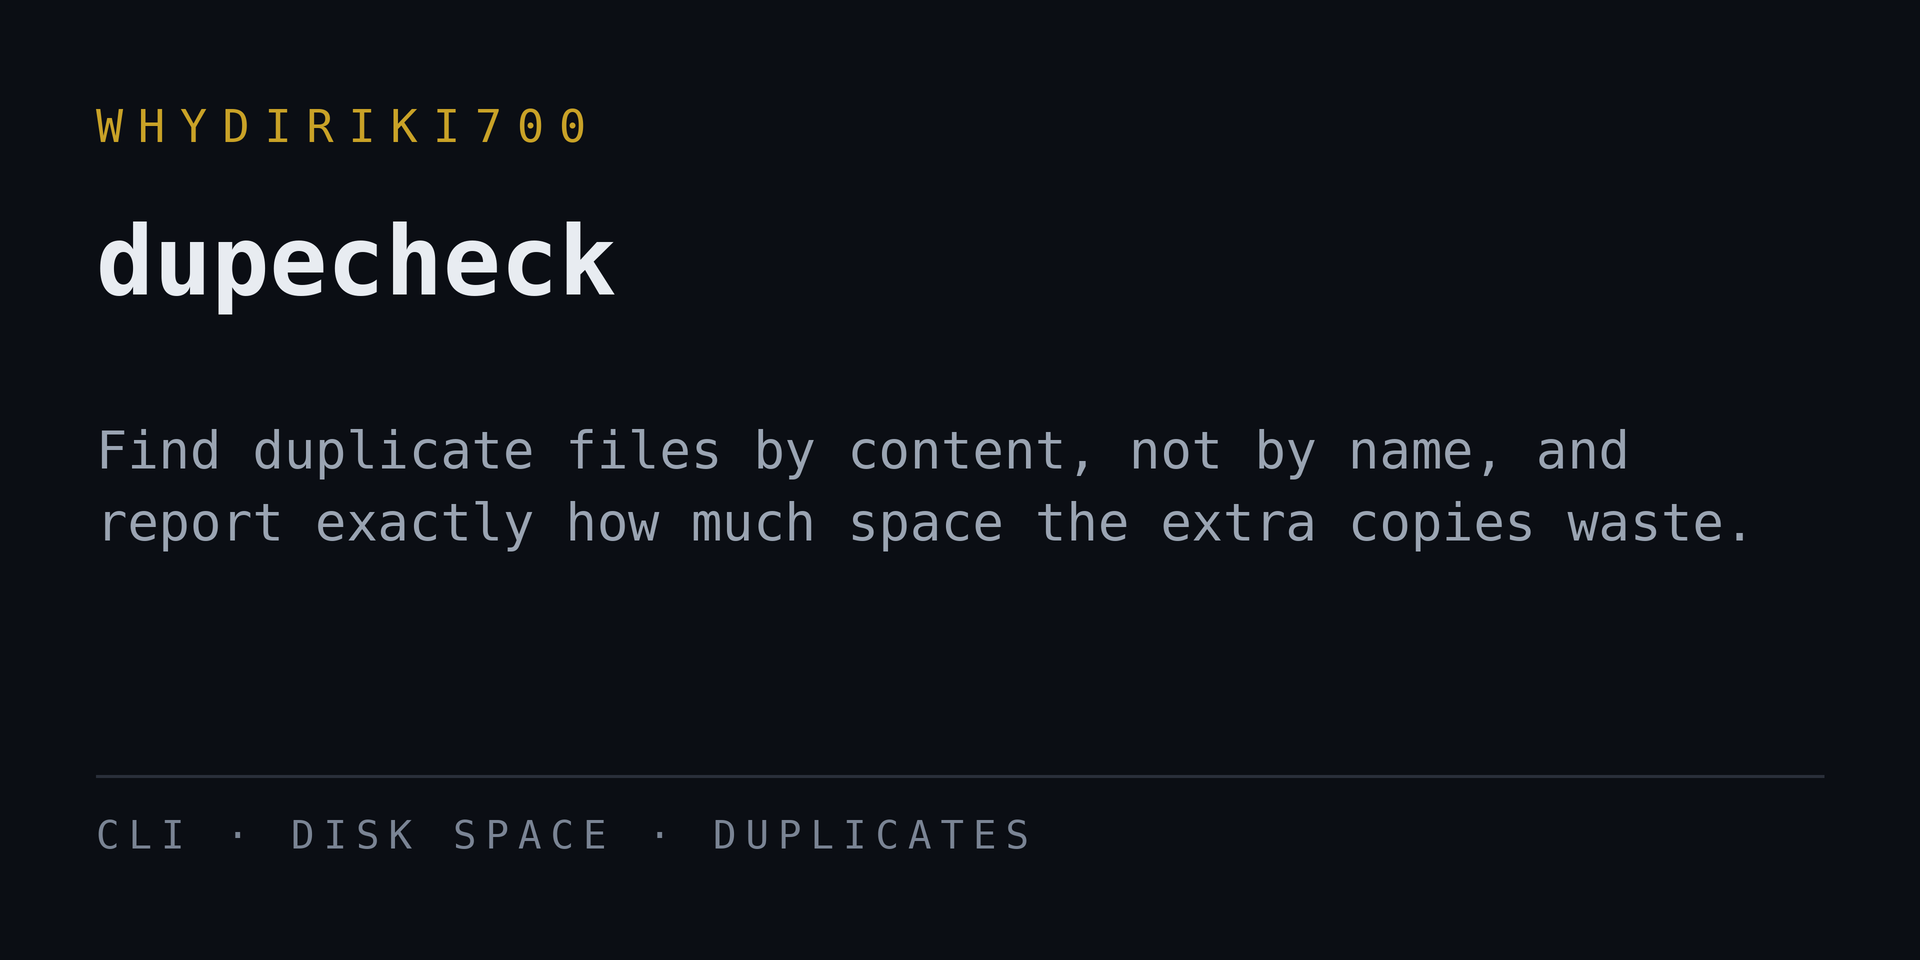 WHYDIRIKI700
dupecheck
Find duplicate files by content, not by name, and
report exactly how much space the extra copies waste.
CLI · DISK SPACE · DUPLICATES